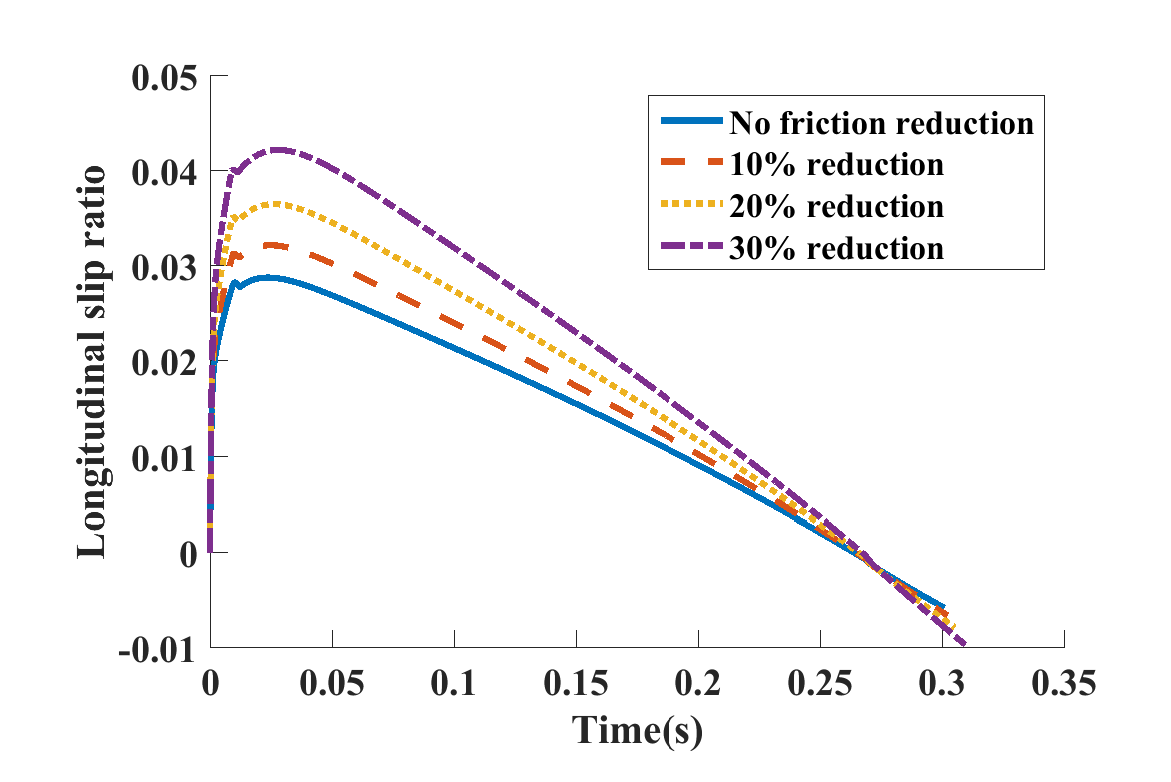 0.05
0.04
0.03
0.02
0.01
0
-0.01
Longitudinal slip ratio
No friction reduction
10% reduction
20% reduction
30% reduction
0 0.05 0.1 0.15 0.2 0.25 0.3 0.35
Time(s)